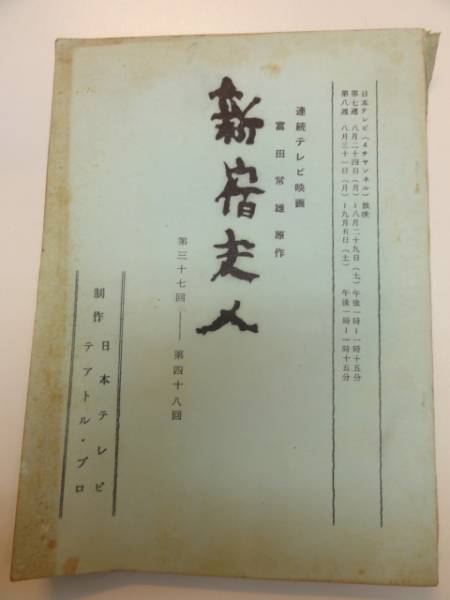 日本テレビ(4チャンネル)放映
第七週 八月二十四日(月)-八月二十九日(土)午後一時-一時十五分
第八週 八月三十一日(月)-九月五日(土) 午後一時-一時十五分
連続テレビ映画
富田常雄原作
新宿夫人
第三十七回——第四十八回
制作 日本テレビ
テアトル・プロ